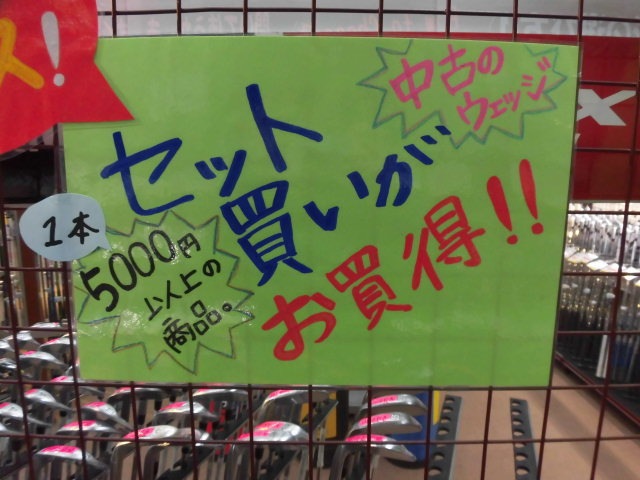 中古の
ウェッジ
セット
買いが
お買得!!
1本
5000円
以上の
商品。